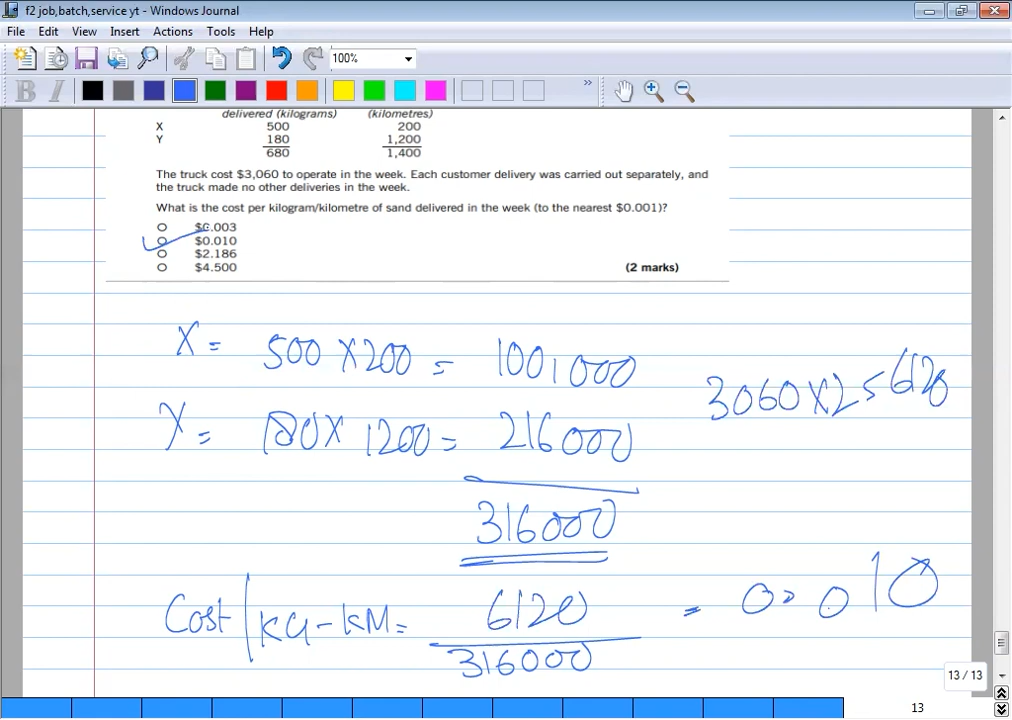 f2 job,batch,service yt - Windows Journal
File Edit View Insert Actions Tools Help
100%
B I
delivered (kilograms) (kilometres)
X 500 200
Y 180 1,200
680 1,400
The truck cost $3,060 to operate in the week. Each customer delivery was carried out separately, and
the truck made no other deliveries in the week.
What is the cost per kilogram/kilometre of sand delivered in the week (to the nearest $0.001)?
$0.003
$0.010
$2.186
$4.500 (2 marks)
X = 500 X 200 = 1001000
3060 X 2 = 6120
Y = 180 X 1200 = 216000
316000
Cost | KG - KM = 6120 = 0.010
316000
13 / 13
13